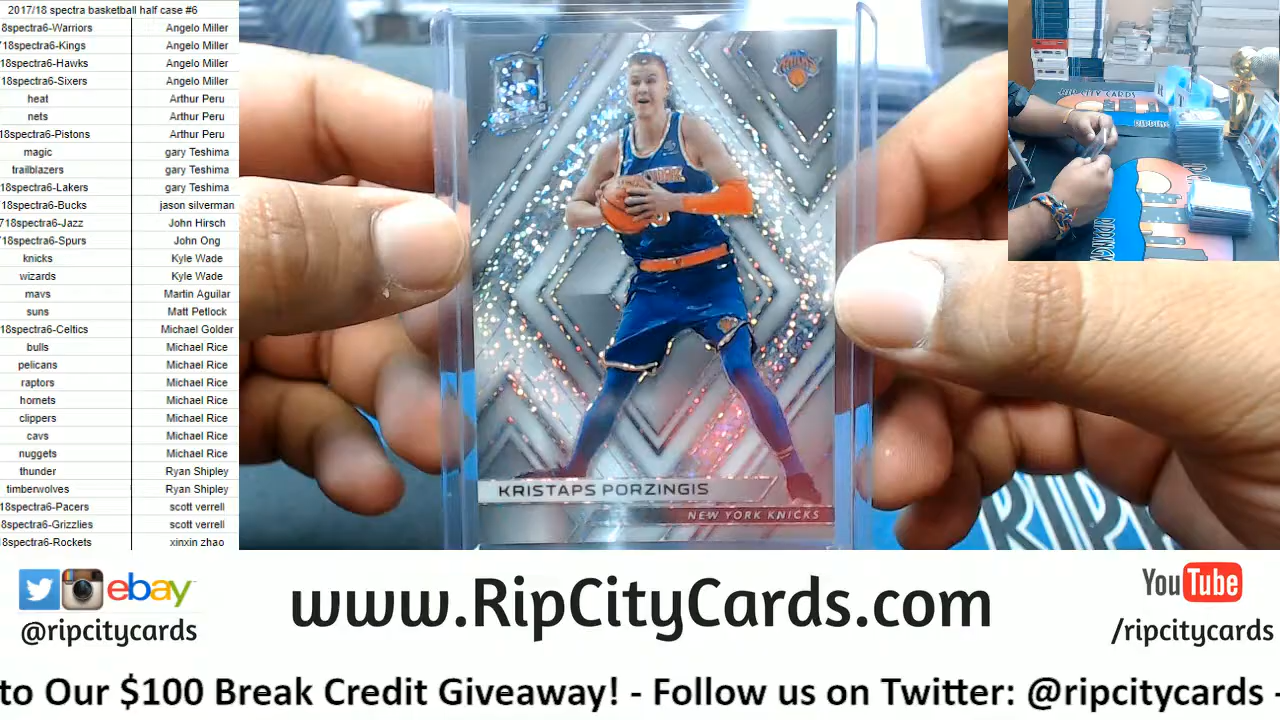 2017/18 spectra basketball half case #6
8spectra6-Warriors Angelo Miller
18spectra6-Kings Angelo Miller
18spectra6-Hawks Angelo Miller
18spectra6-Sixers Angelo Miller
heat Arthur Peru
nets Arthur Peru
18spectra6-Pistons Arthur Peru
magic gary Teshima
trailblazers gary Teshima
18spectra6-Lakers gary Teshima
18spectra6-Bucks jason silverman
718spectra6-Jazz John Hirsch
18spectra6-Spurs John Ong
knicks Kyle Wade
wizards Kyle Wade
mavs Martin Aguilar
suns Matt Petlock
18spectra6-Celtics Michael Golder
bulls Michael Rice
pelicans Michael Rice
raptors Michael Rice
hornets Michael Rice
clippers Michael Rice
cavs Michael Rice
nuggets Michael Rice
thunder Ryan Shipley
timberwolves Ryan Shipley
8spectra6-Pacers scott verrell
8spectra6-Grizzlies scott verrell
8spectra6-Rockets xinxin zhao
KRISTAPS PORZINGIS
NEW YORK KNICKS
RIP CITY CARDS
ebay
@ripcitycards
www.RipCityCards.com
YouTube
/ripcitycards
to Our $100 Break Credit Giveaway! - Follow us on Twitter: @ripcitycards -